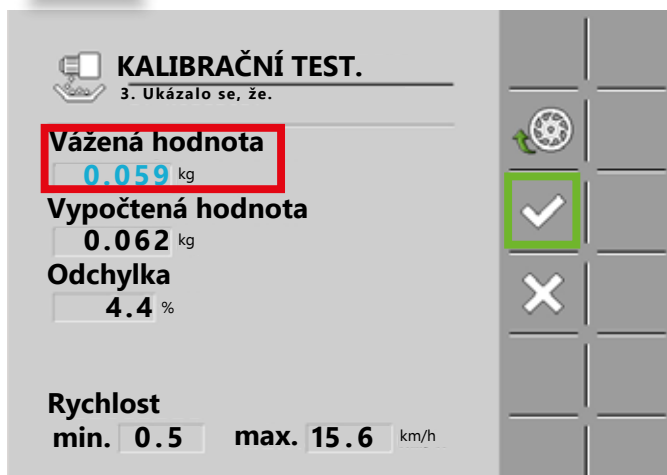 KALIBRAČNÍ TEST.
3. Ukázalo se, že.
Vážená hodnota
0.059 kg
Vypočtená hodnota
0.062 kg
Odchylka
4.4 %
Rychlost
min. 0.5 max. 15.6 km/h